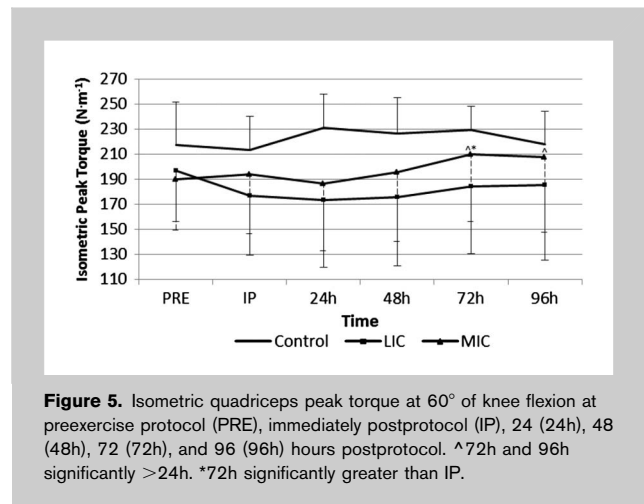 270
250
230
210
190
170
150
130
110
Isometric Peak Torque (N·m⁻¹)
^*
^
PRE IP 24h 48h 72h 96h
Time
Control LIC MIC
Figure 5. Isometric quadriceps peak torque at 60° of knee flexion at
preexercise protocol (PRE), immediately postprotocol (IP), 24 (24h), 48
(48h), 72 (72h), and 96 (96h) hours postprotocol. ^72h and 96h
significantly >24h. *72h significantly greater than IP.